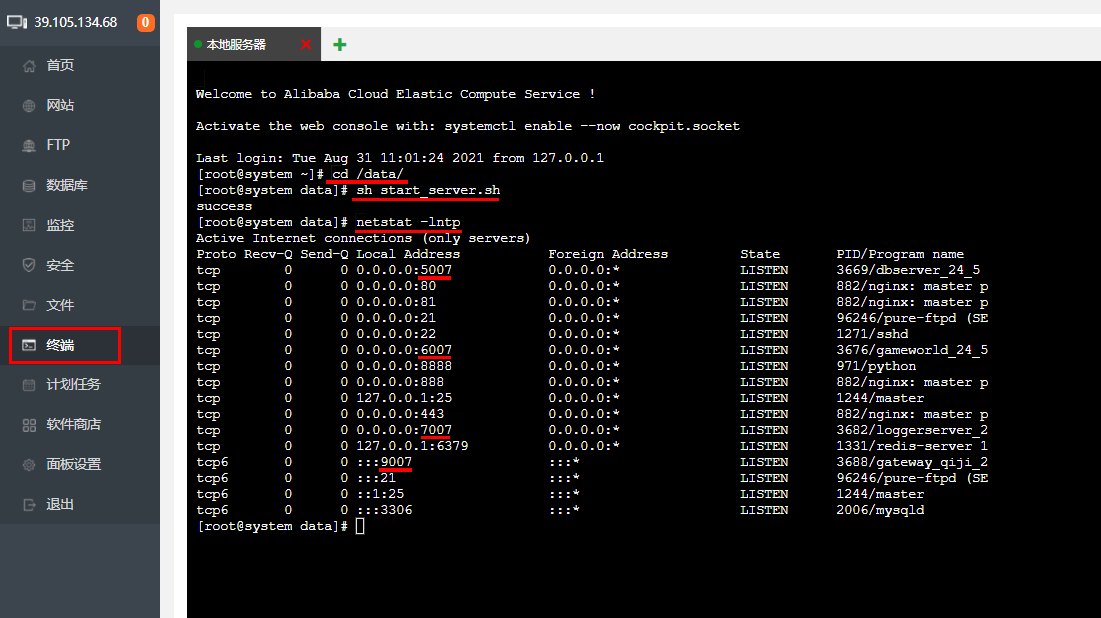 39.105.134.68 0
首页
网站
FTP
数据库
监控
安全
文件
终端
计划任务
软件商店
面板设置
退出
本地服务器
Welcome to Alibaba Cloud Elastic Compute Service !
Activate the web console with: systemctl enable --now cockpit.socket
Last login: Tue Aug 31 11:01:24 2021 from 127.0.0.1
[root@system ~]# cd /data/
[root@system data]# sh start_server.sh
success
[root@system data]# netstat -lntp
Active Internet connections (only servers)
Proto Recv-Q Send-Q Local Address Foreign Address State PID/Program name
tcp 0 0 0.0.0.0:5007 0.0.0.0:* LISTEN 3669/dbserver_24_5
tcp 0 0 0.0.0.0:80 0.0.0.0:* LISTEN 882/nginx: master p
tcp 0 0 0.0.0.0:81 0.0.0.0:* LISTEN 882/nginx: master p
tcp 0 0 0.0.0.0:21 0.0.0.0:* LISTEN 96246/pure-ftpd (SE
tcp 0 0 0.0.0.0:22 0.0.0.0:* LISTEN 1271/sshd
tcp 0 0 0.0.0.0:6007 0.0.0.0:* LISTEN 3676/gameworld_24_5
tcp 0 0 0.0.0.0:8888 0.0.0.0:* LISTEN 971/python
tcp 0 0 0.0.0.0:888 0.0.0.0:* LISTEN 882/nginx: master p
tcp 0 0 127.0.0.1:25 0.0.0.0:* LISTEN 1244/master
tcp 0 0 0.0.0.0:443 0.0.0.0:* LISTEN 882/nginx: master p
tcp 0 0 0.0.0.0:7007 0.0.0.0:* LISTEN 3682/loggerserver_2
tcp 0 0 127.0.0.1:6379 0.0.0.0:* LISTEN 1331/redis-server 1
tcp6 0 0 :::9007 :::* LISTEN 3688/gateway_qiji_2
tcp6 0 0 :::21 :::* LISTEN 96246/pure-ftpd (SE
tcp6 0 0 ::1:25 :::* LISTEN 1244/master
tcp6 0 0 :::3306 :::* LISTEN 2006/mysqld
[root@system data]#